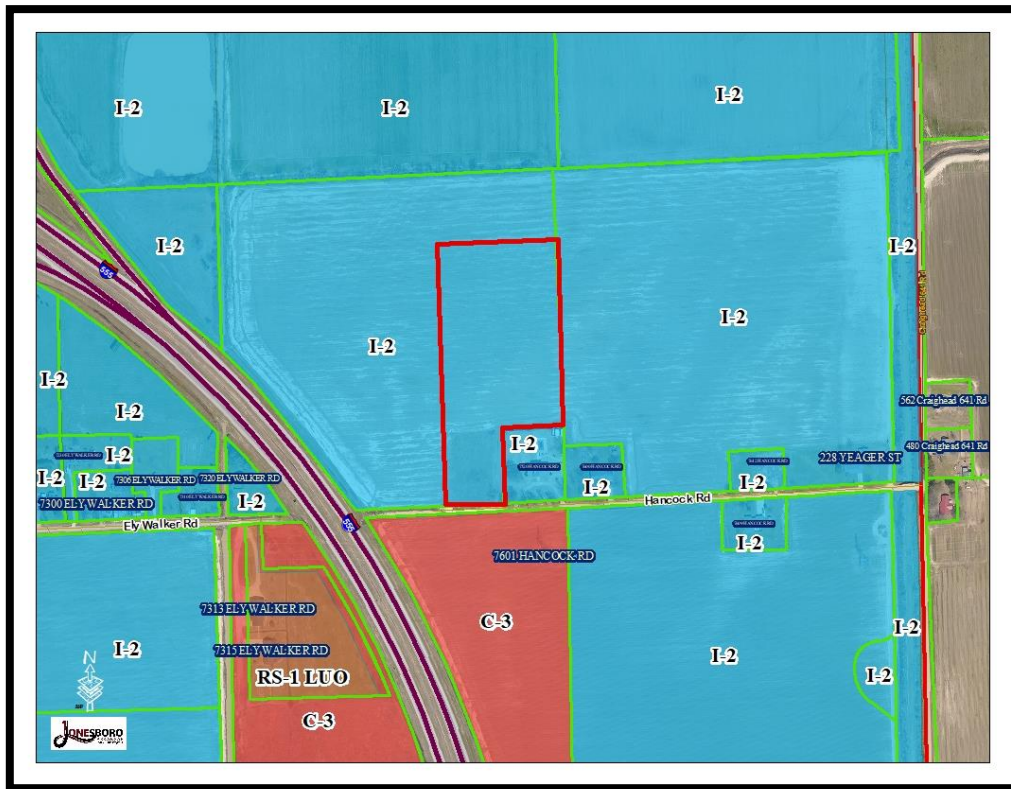 I-2
I-2
I-2
I-2
I-2
555
I-2
I-2
I-2
I-2
562 Craighead 641 Rd
I-2
I-2
I-2
480 Craighead 641 Rd
228 YEAGER ST
7306 ELY WALKER RD
7320 ELY WALKER RD
I-2
I-2
I-2
I-2
I-2
7300 ELY WALKER RD
Hancock Rd
Ely Walker Rd
555
I-2
7601 HANCOCK RD
7313 ELY WALKER RD
C-3
I-2
7315 ELY WALKER RD
I-2
I-2
RS-1 LUO
I-2
C-3
N
JONESBORO